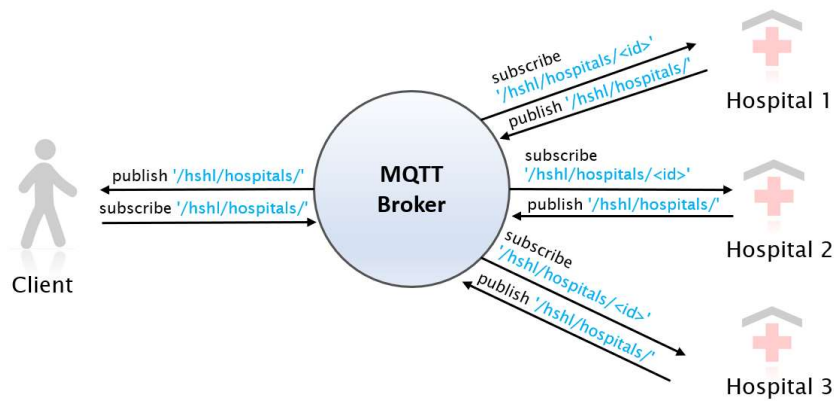 subscribe
'/hshl/hospitals/<id>'
publish '/hshl/hospitals/'
Hospital 1
MQTT
Broker
publish '/hshl/hospitals/'
subscribe '/hshl/hospitals/'
Client
subscribe
'/hshl/hospitals/<id>'
publish '/hshl/hospitals/'
Hospital 2
subscribe
'/hshl/hospitals/<id>'
publish '/hshl/hospitals/'
Hospital 3